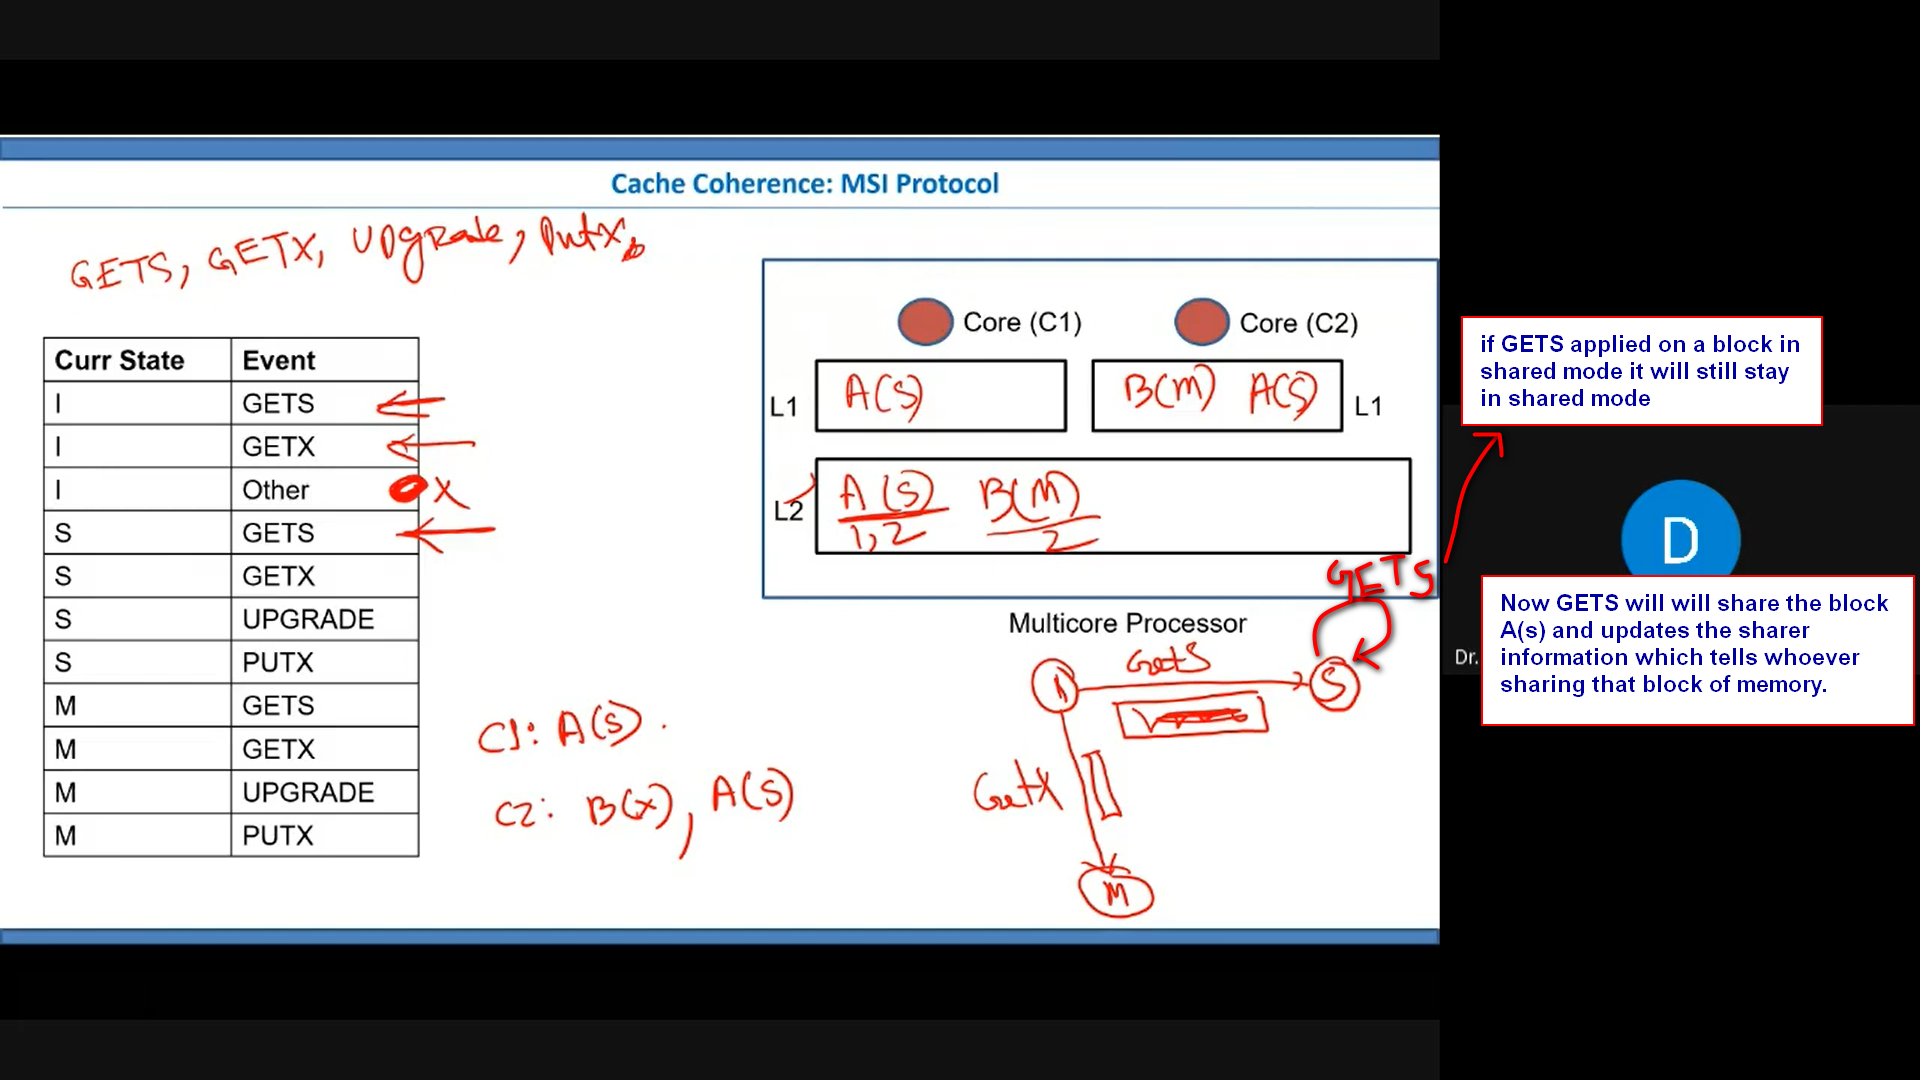 Cache Coherence: MSI Protocol
GETS, GETX, Upgrade, PutX
Curr State Event
I GETS
I GETX
I Other X
S GETS
S GETX
S UPGRADE
S PUTX
M GETS
M GETX
M UPGRADE
M PUTX
C1: A(S).
C2: B(X), A(S)
Core (C1) Core (C2)
L1 A(S) B(M) A(S) L1
L2 A(S) B(M)
1,2 2
GETS
Multicore Processor
GetS
I S
GetX
M
if GETS applied on a block in
shared mode it will still stay
in shared mode
D
Dr.
Now GETS will will share the block
A(s) and updates the sharer
information which tells whoever
sharing that block of memory.